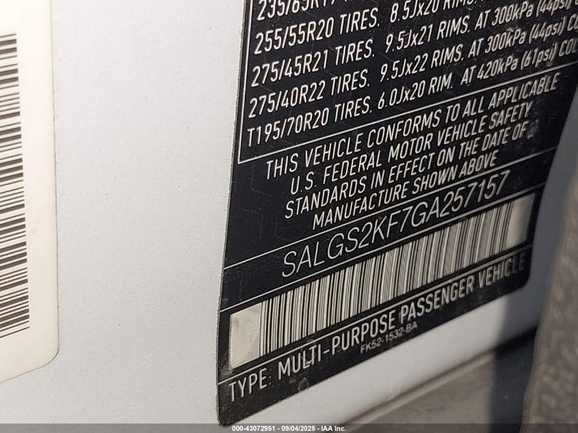 255/55R20 TIRES. 8.5Jx20 RIMS. AT 300kPa (44psi)
275/45R21 TIRES. 9.5Jx21 RIMS. AT 300kPa (44psi)
275/40R22 TIRES. 9.5Jx22 RIMS. AT 300kPa (44psi)
T195/70R20 TIRES. 6.0Jx20 RIM. AT 420kPa (61psi)
THIS VEHICLE CONFORMS TO ALL APPLICABLE
U.S. FEDERAL MOTOR VEHICLE SAFETY
STANDARDS IN EFFECT ON THE DATE OF
MANUFACTURE SHOWN ABOVE
SALGS2KF7GA257157
TYPE: MULTI-PURPOSE PASSENGER VEHICLE
FK52-1532-BA
000-43072951 - 09/04/2025 - IAA Inc.